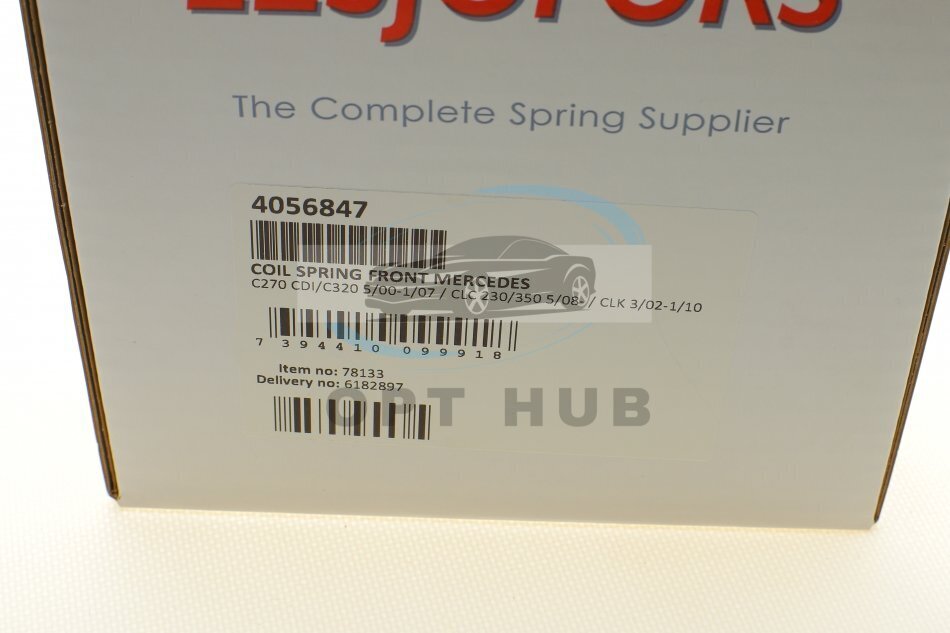 LESJÖFORS
The Complete Spring Supplier
4056847
COIL SPRING FRONT MERCEDES
C270 CDI/C320 5/00-1/07 / CLC 230/350 5/08- / CLK 3/02-1/10
7 394410 099918
Item no: 78133
Delivery no: 6182897
OPT HUB